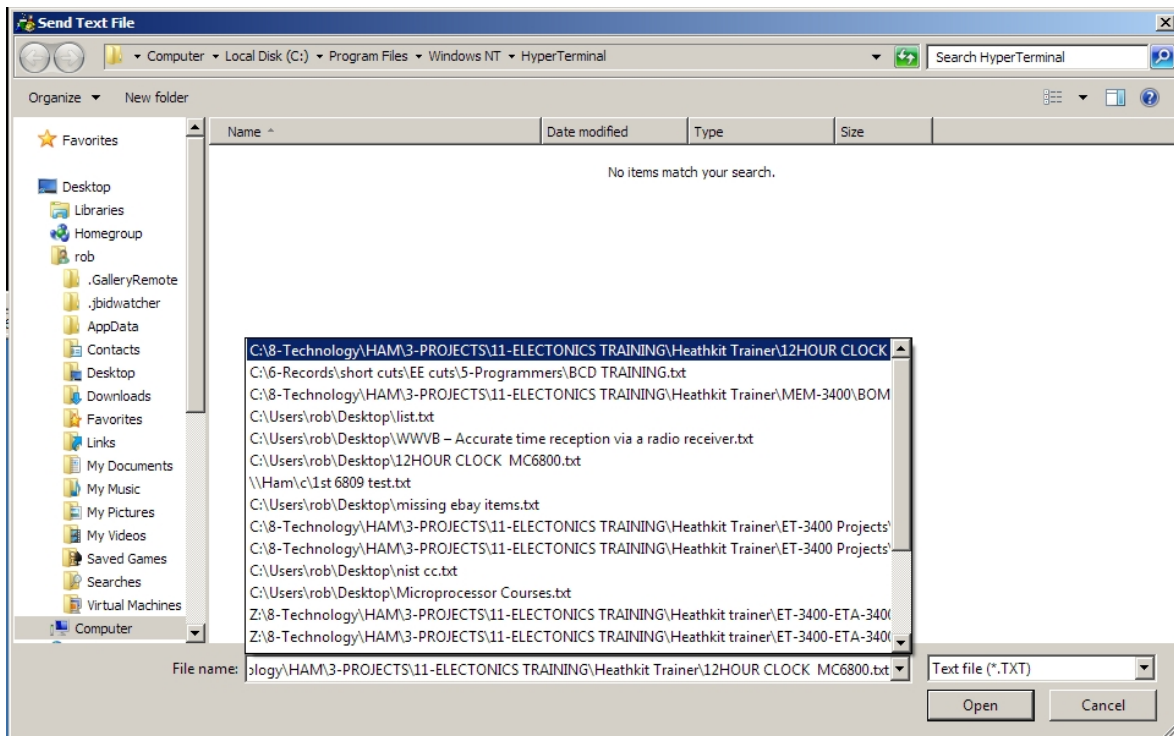 Send Text File
Computer Local Disk (C:) Program Files Windows NT HyperTerminal
Search HyperTerminal
Organize New folder
Name Date modified Type Size
No items match your search.
Favorites
Desktop
Libraries
Homegroup
rob
.GalleryRemote
.jbidwatcher
AppData
Contacts
Desktop
Downloads
Favorites
Links
My Documents
My Music
My Pictures
My Videos
Saved Games
Searches
Virtual Machines
Computer
C:\8-Technology\HAM\3-PROJECTS\11-ELECTONICS TRAINING\Heathkit Trainer\12HOUR CLOCK
C:\6-Records\short cuts\EE cuts\5-Programmers\BCD TRAINING.txt
C:\8-Technology\HAM\3-PROJECTS\11-ELECTONICS TRAINING\Heathkit Trainer\MEM-3400\BOM
C:\Users\rob\Desktop\list.txt
C:\Users\rob\Desktop\WWVB – Accurate time reception via a radio receiver.txt
C:\Users\rob\Desktop\12HOUR CLOCK  MC6800.txt
\\Ham\c\1st 6809 test.txt
C:\Users\rob\Desktop\missing ebay items.txt
C:\8-Technology\HAM\3-PROJECTS\11-ELECTONICS TRAINING\Heathkit Trainer\ET-3400 Projects\
C:\8-Technology\HAM\3-PROJECTS\11-ELECTONICS TRAINING\Heathkit Trainer\ET-3400 Projects\
C:\Users\rob\Desktop\nist cc.txt
C:\Users\rob\Desktop\Microprocessor Courses.txt
Z:\8-Technology\HAM\3-PROJECTS\11-ELECTONICS TRAINING\Heathkit trainer\ET-3400-ETA-3400
Z:\8-Technology\HAM\3-PROJECTS\11-ELECTONICS TRAINING\Heathkit trainer\ET-3400-ETA-3400
File name: ology\HAM\3-PROJECTS\11-ELECTONICS TRAINING\Heathkit Trainer\12HOUR CLOCK  MC6800.txt
Text file (*.TXT)
Open Cancel